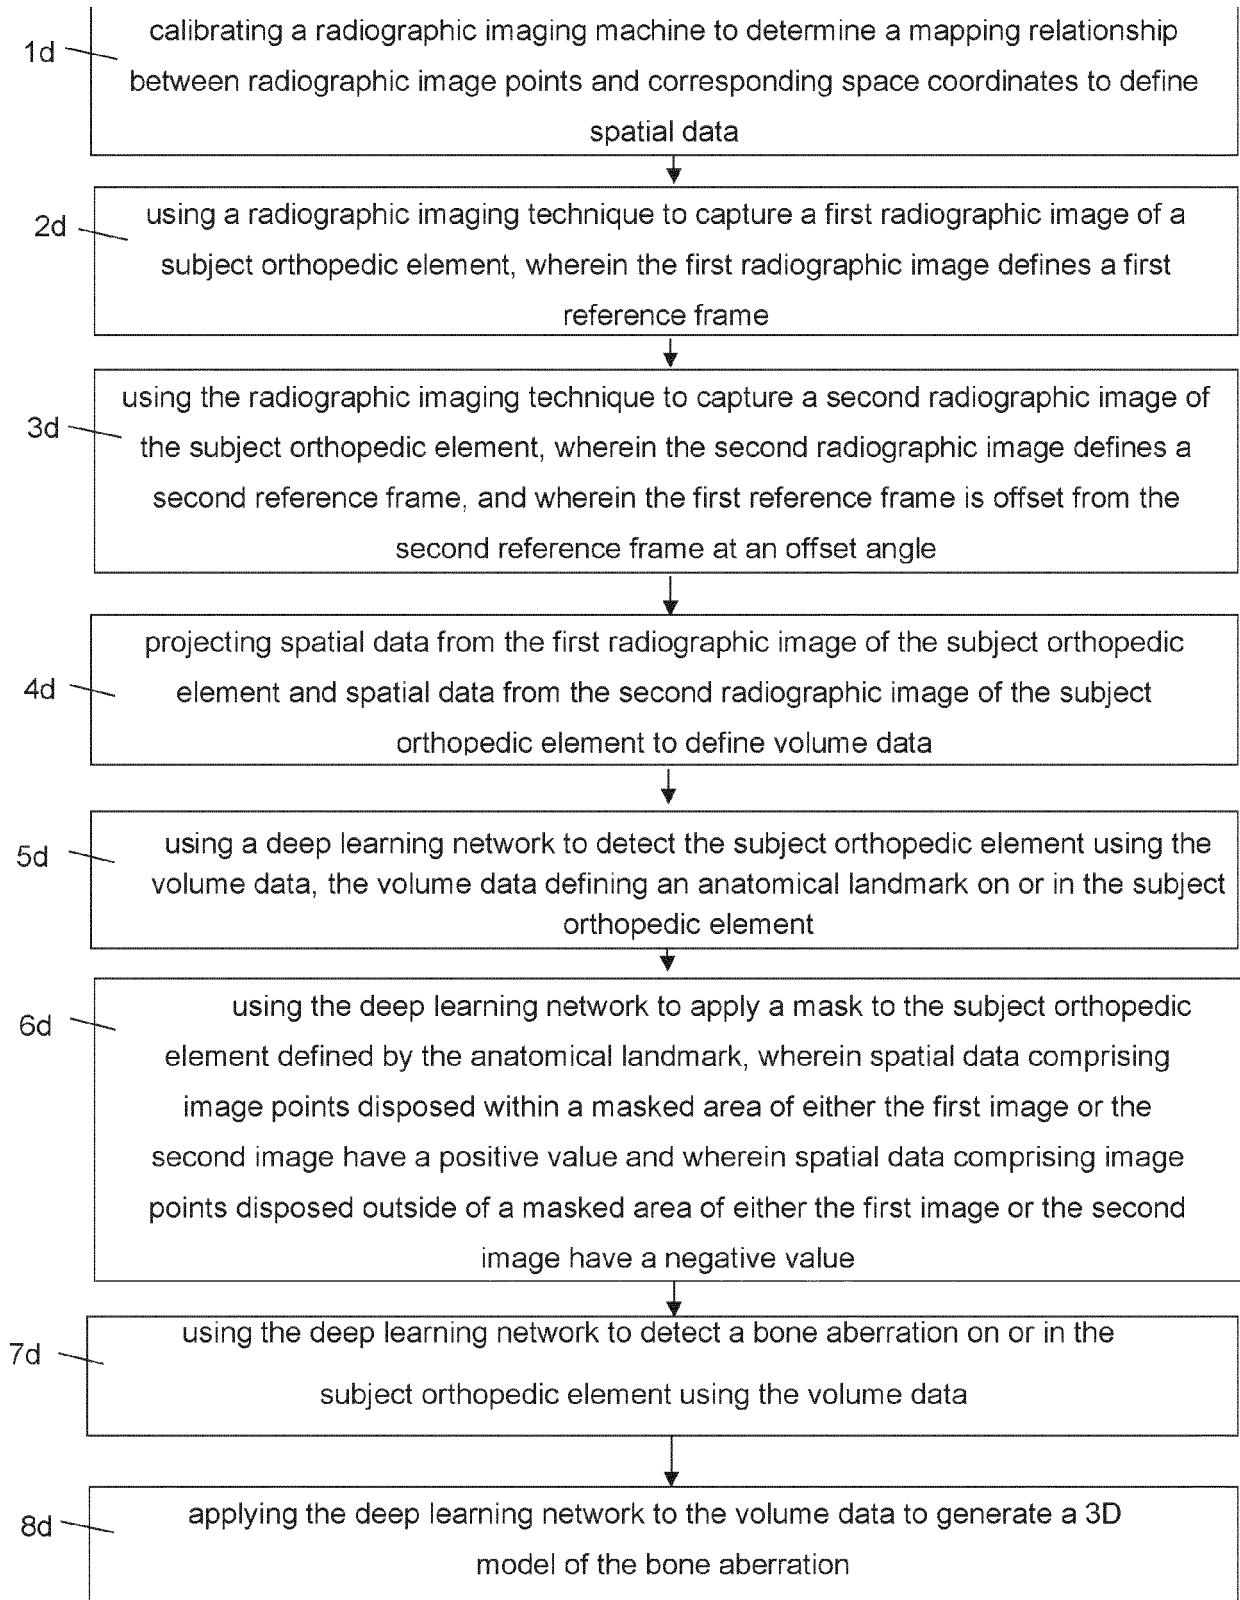 1d
calibrating a radiographic imaging machine to determine a mapping relationship
between radiographic image points and corresponding space coordinates to define
spatial data
2d
using a radiographic imaging technique to capture a first radiographic image of a
subject orthopedic element, wherein the first radiographic image defines a first
reference frame
3d
using the radiographic imaging technique to capture a second radiographic image of
the subject orthopedic element, wherein the second radiographic image defines a
second reference frame, and wherein the first reference frame is offset from the
second reference frame at an offset angle
4d
projecting spatial data from the first radiographic image of the subject orthopedic
element and spatial data from the second radiographic image of the subject
orthopedic element to define volume data
5d
using a deep learning network to detect the subject orthopedic element using the
volume data, the volume data defining an anatomical landmark on or in the subject
orthopedic element
6d
using the deep learning network to apply a mask to the subject orthopedic
element defined by the anatomical landmark, wherein spatial data comprising
image points disposed within a masked area of either the first image or the
second image have a positive value and wherein spatial data comprising image
points disposed outside of a masked area of either the first image or the second
image have a negative value
7d
using the deep learning network to detect a bone aberration on or in the
subject orthopedic element using the volume data
8d
applying the deep learning network to the volume data to generate a 3D
model of the bone aberration